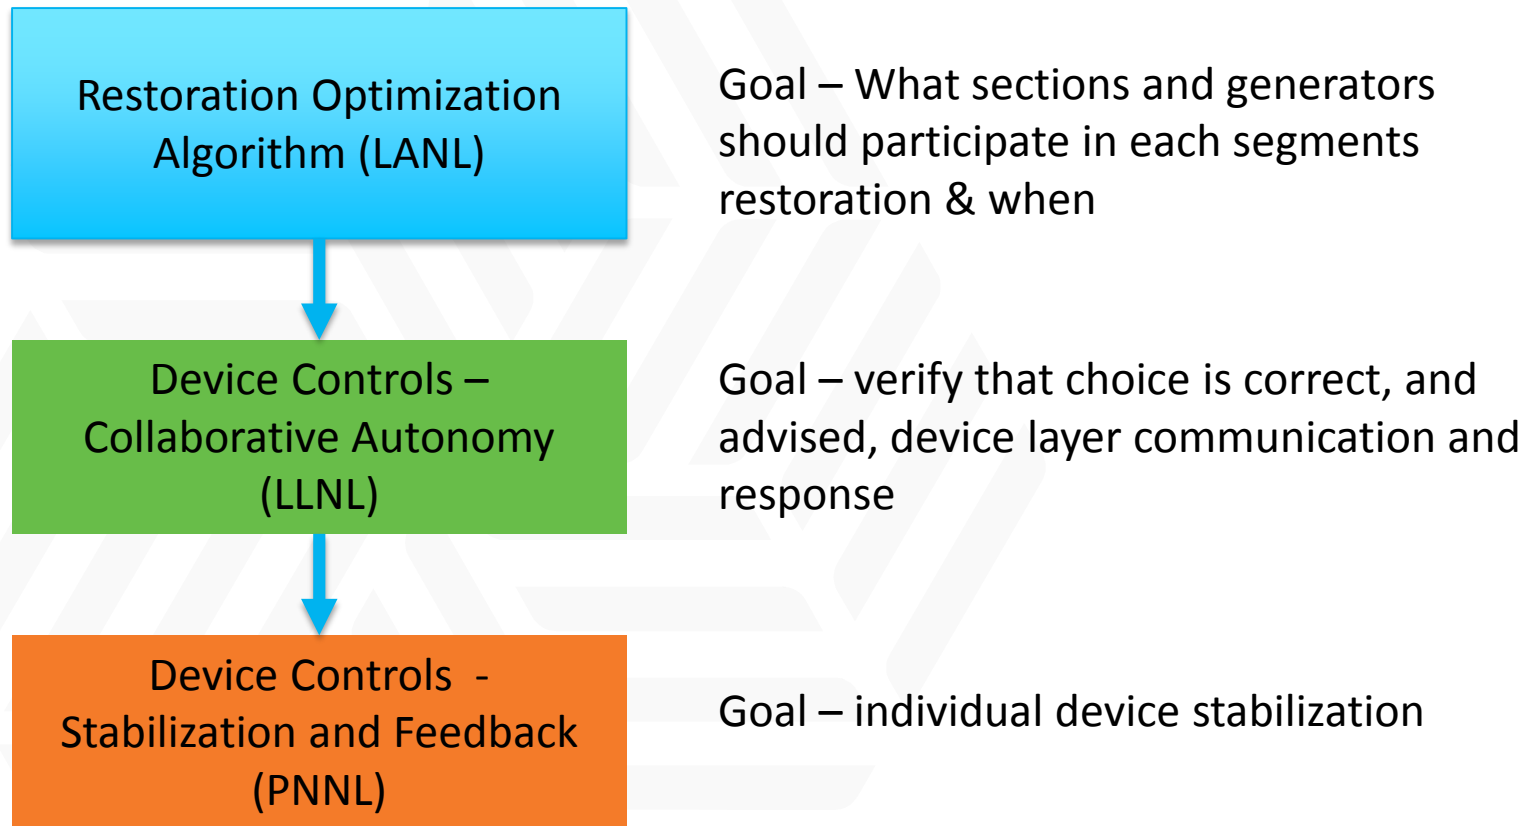 Restoration Optimization
Algorithm (LANL)
Goal – What sections and generators
should participate in each segments
restoration & when
Device Controls –
Collaborative Autonomy
(LLNL)
Goal – verify that choice is correct, and
advised, device layer communication and
response
Device Controls  -
Stabilization and Feedback
(PNNL)
Goal – individual device stabilization